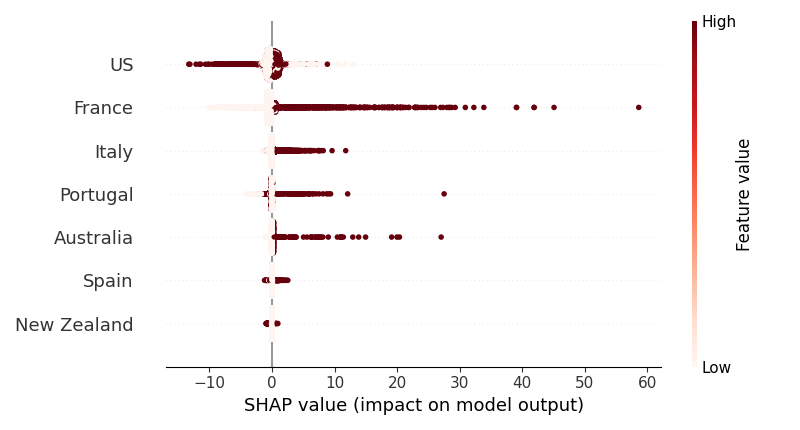 High
US
France
Italy
Portugal
Australia
Spain
New Zealand
Feature value
Low
−10 0 10 20 30 40 50 60
SHAP value (impact on model output)